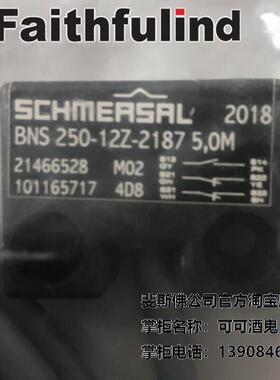 Faithfulind
SCHMERSAL 2018
BNS 250-12Z-2187 5,0M
21466528 M02
101165717 4D8
斐斯佛公司官方淘宝店
掌柜名称：可可酒鬼
掌柜电话：1390846